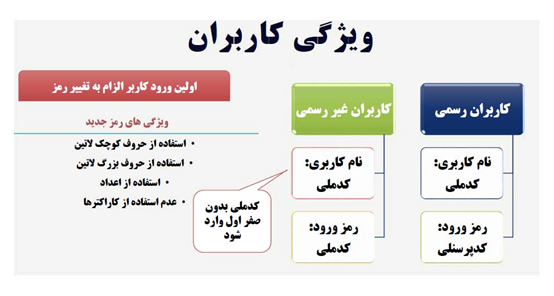 ویژگی کاربران
کاربران رسمی
نام کاربری:
کدملی
رمز ورود:
کدپرسنلی
کاربران غیر رسمی
نام کاربری:
کدملی
رمز ورود:
کدملی
کدملی بدون
صفر اول وارد
شود
اولین ورود کاربر الزام به تغییر رمز
ویژگی های رمز جدید
• استفاده از حروف کوچک لاتین
• استفاده از حروف بزرگ لاتین
• استفاده از اعداد
• عدم استفاده از کاراکترها